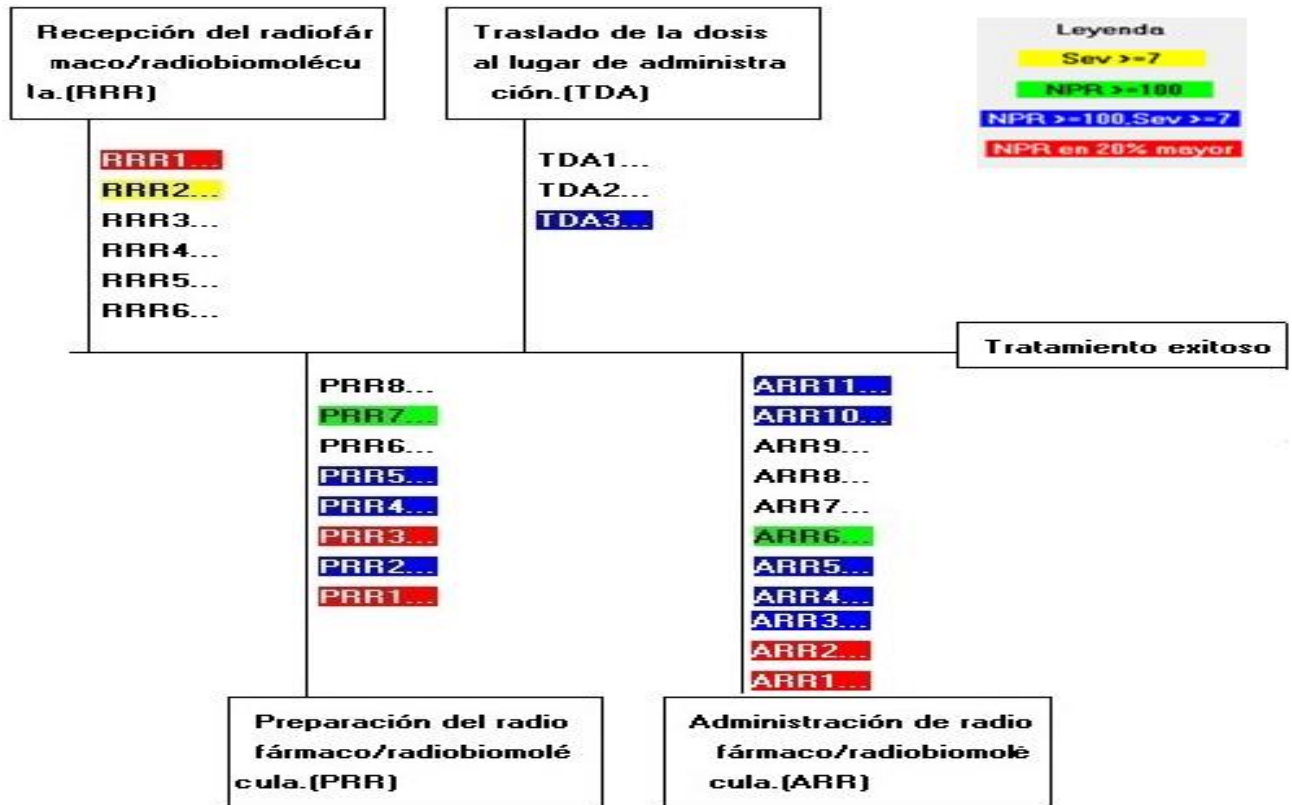 Recepción del radiofár
maco/radiobiomolécu
la.(RRR)
Traslado de la dosis
al lugar de administra
ción.(TDA)
Leyenda
Sev >=7
NPR >=100
NPR >=100,Sev >=7
NPR en 20% mayor
RRR1...
RRR2...
RRR3...
RRR4...
RRR5...
RRR6...
TDA1...
TDA2...
TDA3...
Tratamiento exitoso
PRR8...
PRR7...
PRR6...
PRR5...
PRR4...
PRR3...
PRR2...
PRR1...
ARR11...
ARR10...
ARR9...
ARR8...
ARR7...
ARR6...
ARR5...
ARR4...
ARR3...
ARR2...
ARR1...
Preparación del radio
fármaco/radiobiomolé
cula.(PRR)
Administración de radio
fármaco/radiobiomolé
cula.(ARR)